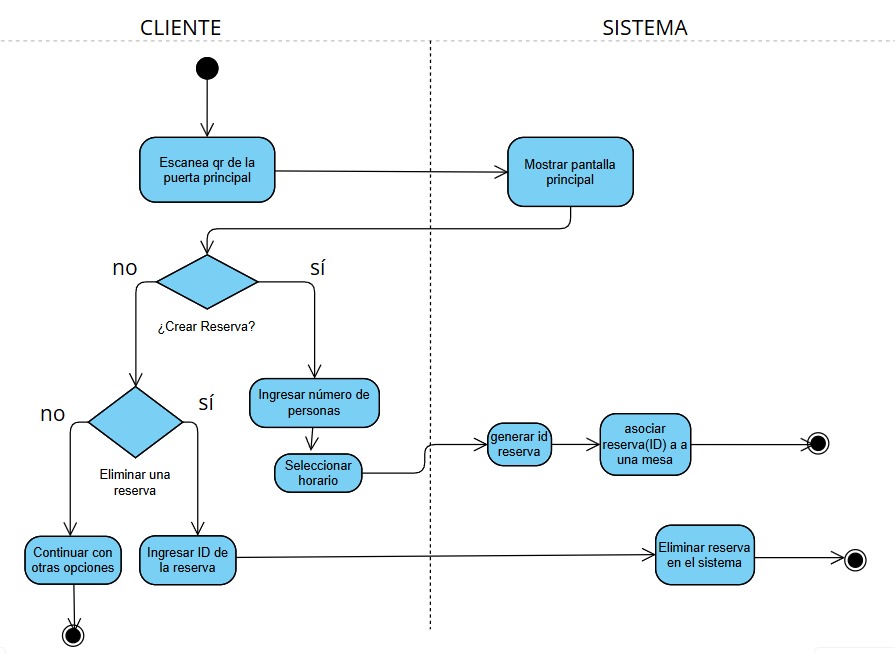 CLIENTE
SISTEMA
Escanea qr de la
puerta principal
Mostrar pantalla
principal
no
sí
¿Crear Reserva?
no
sí
Eliminar una
reserva
Ingresar número de
personas
Seleccionar
horario
generar id
reserva
asociar
reserva(ID) a a
una mesa
Continuar con
otras opciones
Ingresar ID de
la reserva
Eliminar reserva
en el sistema